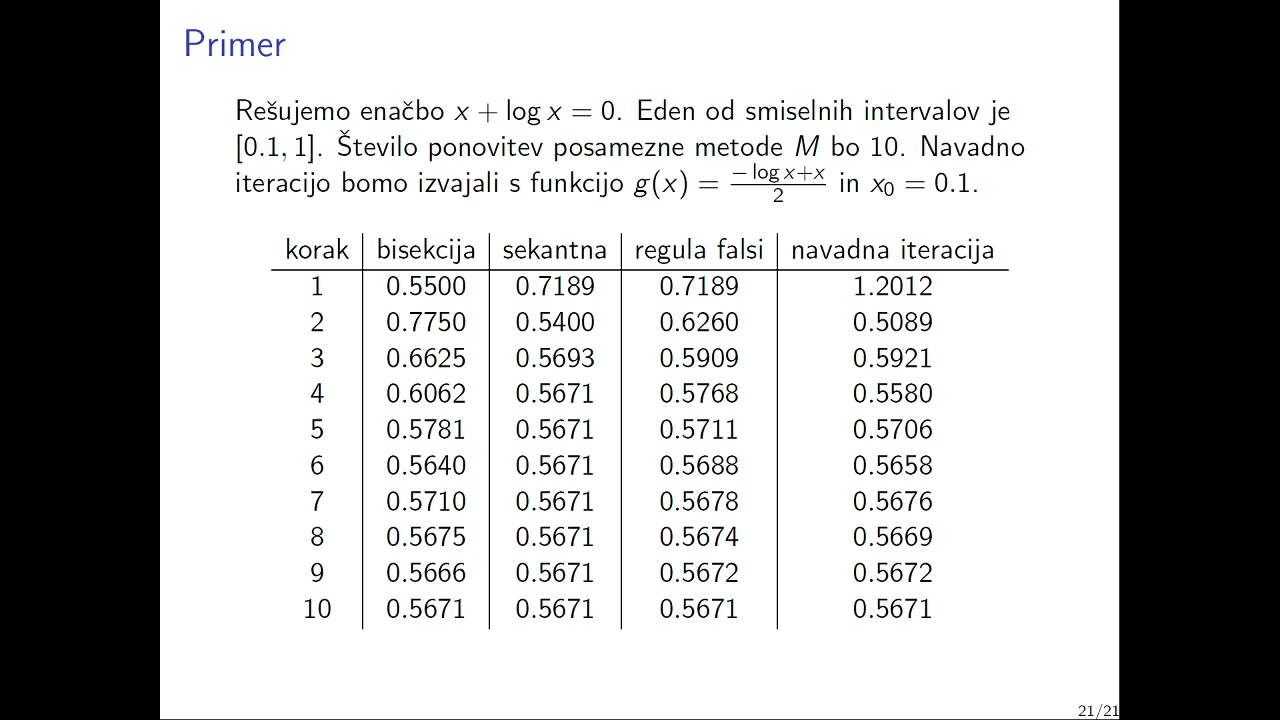 Primer
Rešujemo enačbo x + log x = 0. Eden od smiselnih intervalov je
[0.1, 1]. Število ponovitev posamezne metode M bo 10. Navadno
iteracijo bomo izvajali s funkcijo g(x) = (− log x+x)/2 in x₀ = 0.1.
korak bisekcija sekantna regula falsi navadna iteracija
1 0.5500 0.7189 0.7189 1.2012
2 0.7750 0.5400 0.6260 0.5089
3 0.6625 0.5693 0.5909 0.5921
4 0.6062 0.5671 0.5768 0.5580
5 0.5781 0.5671 0.5711 0.5706
6 0.5640 0.5671 0.5688 0.5658
7 0.5710 0.5671 0.5678 0.5676
8 0.5675 0.5671 0.5674 0.5669
9 0.5666 0.5671 0.5672 0.5672
10 0.5671 0.5671 0.5671 0.5671
21/21